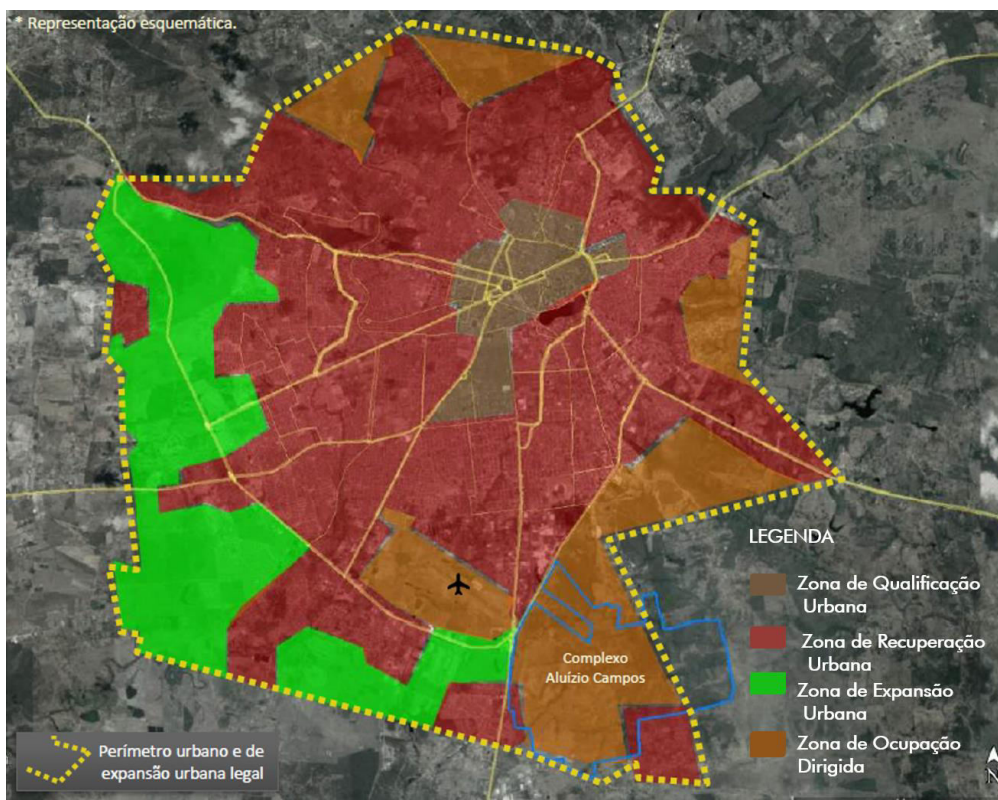 * Representação esquemática.
Complexo
Aluízio Campos
LEGENDA
Zona de Qualificação
Urbana
Zona de Recuperação
Urbana
Zona de Expansão
Urbana
Zona de Ocupação
Dirigida
Perímetro urbano e de
expansão urbana legal
N